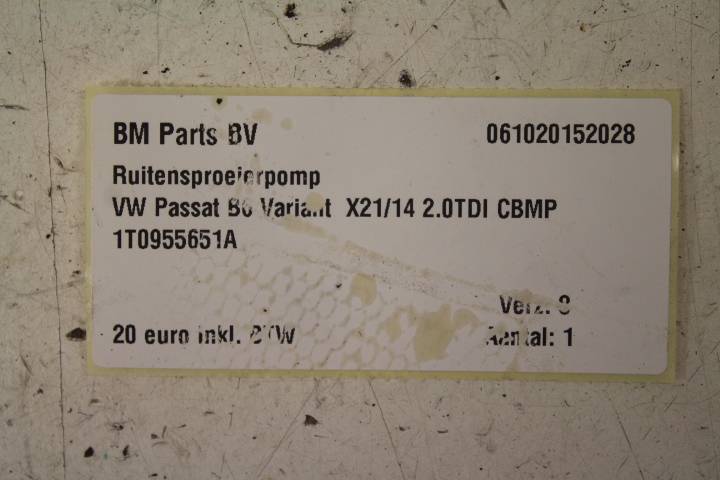 BM Parts BV 061020152028
Ruitensproeierpomp
VW Passat B6 Variant X21/14 2.0TDI CBMP
1T0955651A
Verz:
20 euro inkl. BTW Aantal: 1